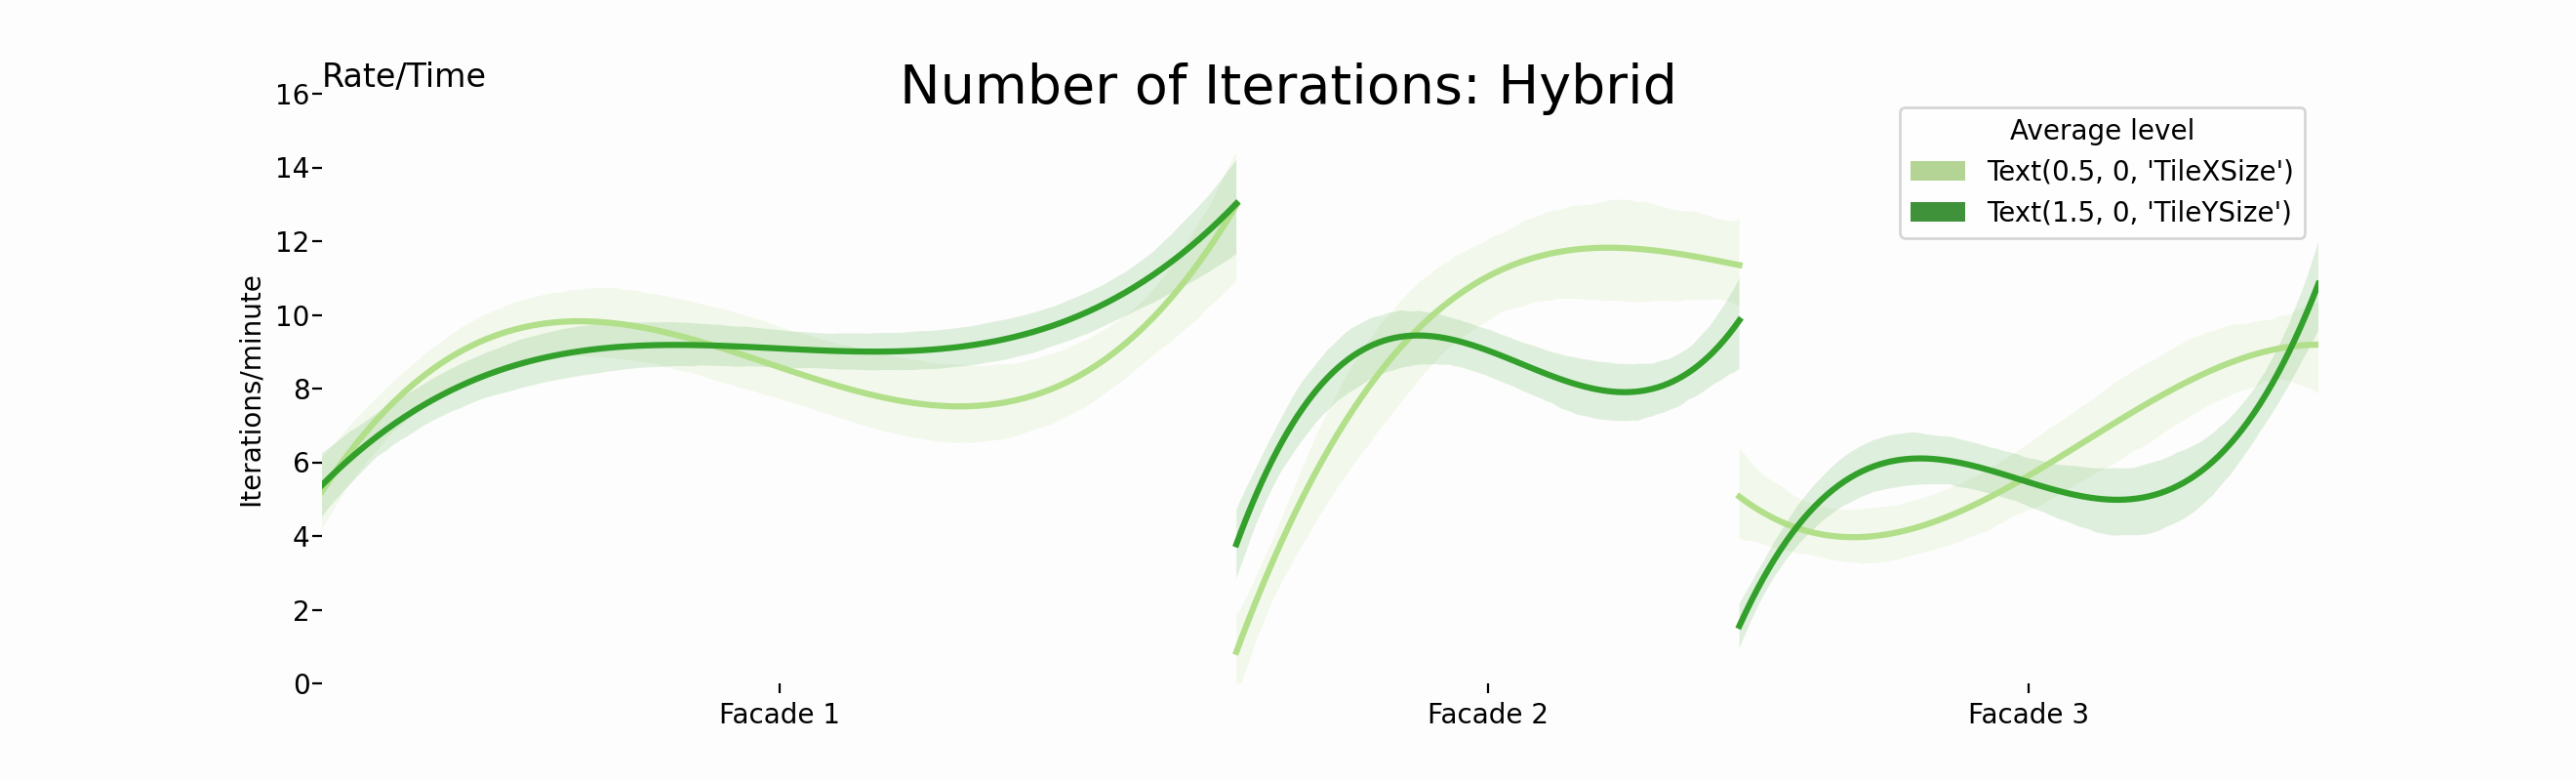 Rate/Time
Number of Iterations: Hybrid
16
14
12
10
8
6
4
2
0
Iterations/minute
Average level
Text(0.5, 0, 'TileXSize')
Text(1.5, 0, 'TileYSize')
Facade 1
Facade 2
Facade 3